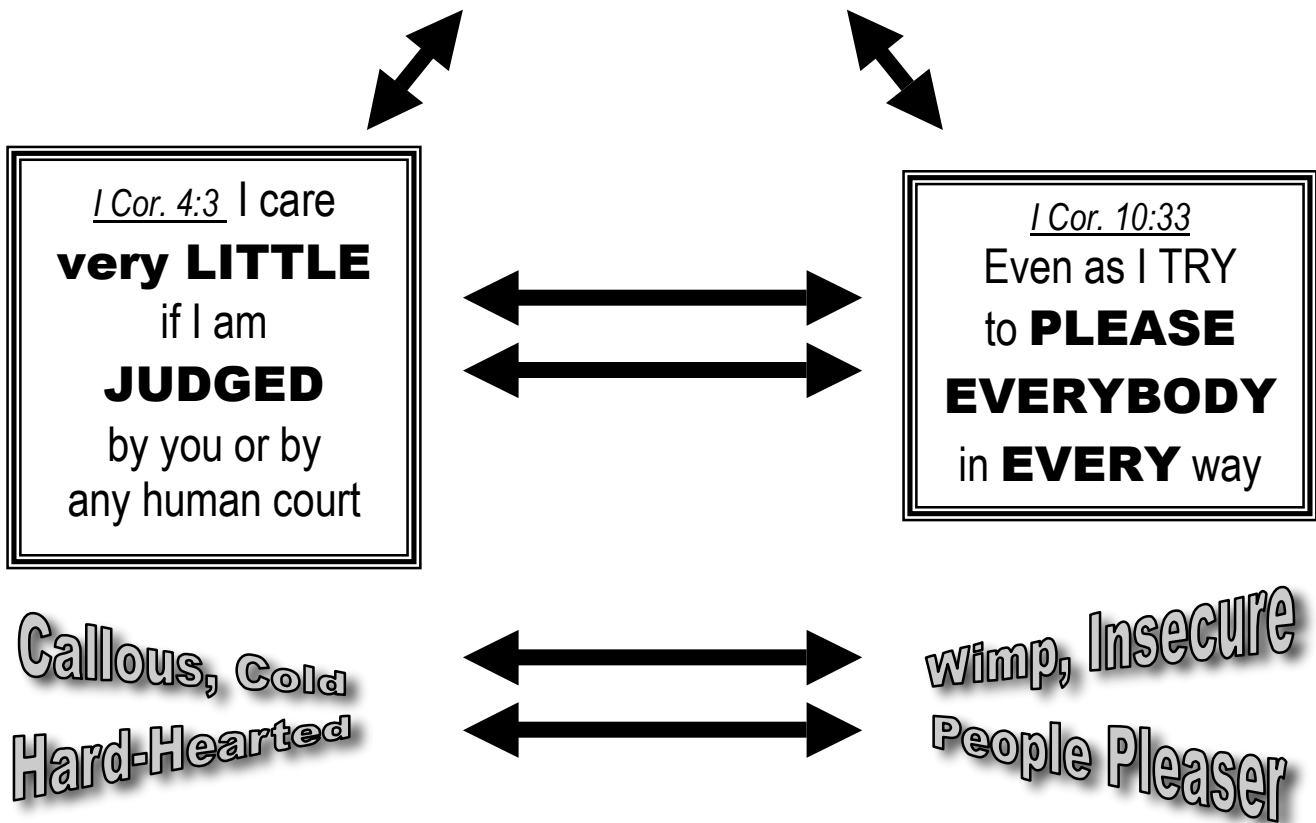 I Cor. 4:3 I care
very LITTLE
if I am
JUDGED
by you or by
any human court
I Cor. 10:33
Even as I TRY
to PLEASE
EVERYBODY
in EVERY way
Callous, Cold
Hard-Hearted
Wimp, Insecure
People Pleaser